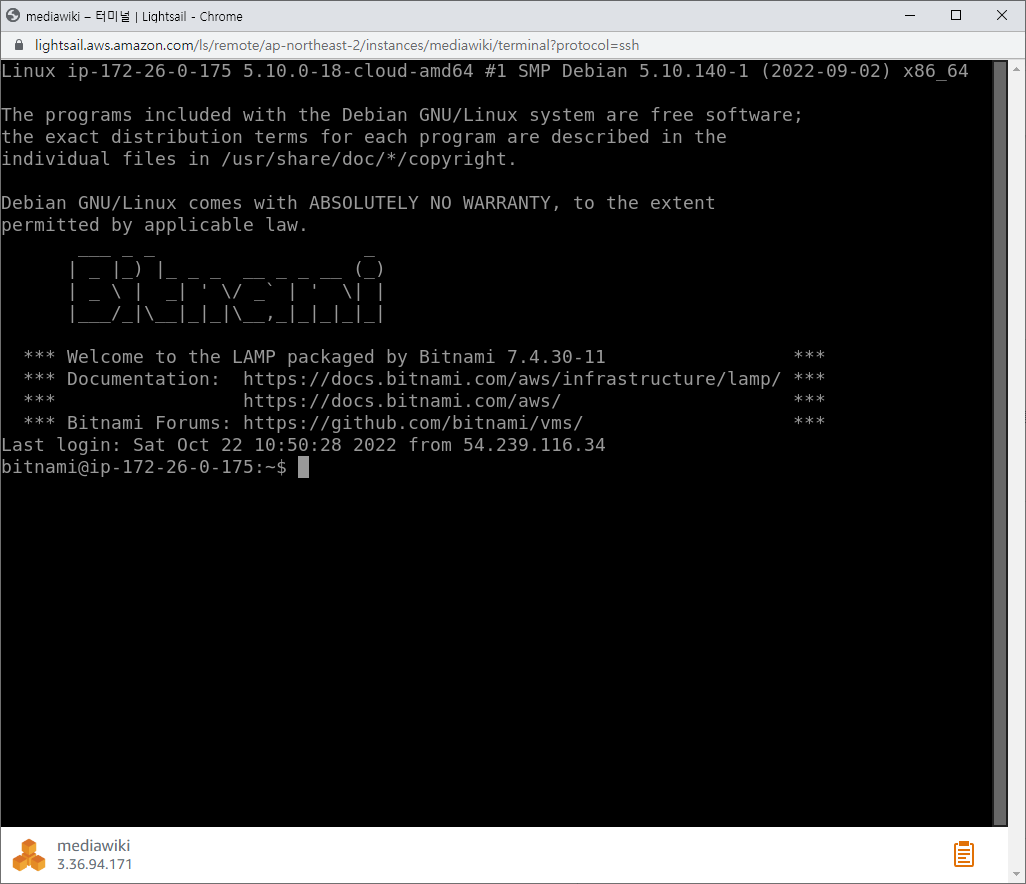 mediawiki – 터미널 | Lightsail - Chrome
lightsail.aws.amazon.com/ls/remote/ap-northeast-2/instances/mediawiki/terminal?protocol=ssh
Linux ip-172-26-0-175 5.10.0-18-cloud-amd64 #1 SMP Debian 5.10.140-1 (2022-09-02) x86_64
The programs included with the Debian GNU/Linux system are free software;
the exact distribution terms for each program are described in the
individual files in /usr/share/doc/*/copyright.
Debian GNU/Linux comes with ABSOLUTELY NO WARRANTY, to the extent
permitted by applicable law.
Bitnami
*** Welcome to the LAMP packaged by Bitnami 7.4.30-11 ***
*** Documentation: https://docs.bitnami.com/aws/infrastructure/lamp/ ***
*** https://docs.bitnami.com/aws/ ***
*** Bitnami Forums: https://github.com/bitnami/vms/ ***
Last login: Sat Oct 22 10:50:28 2022 from 54.239.116.34
bitnami@ip-172-26-0-175:~$
mediawiki
3.36.94.171